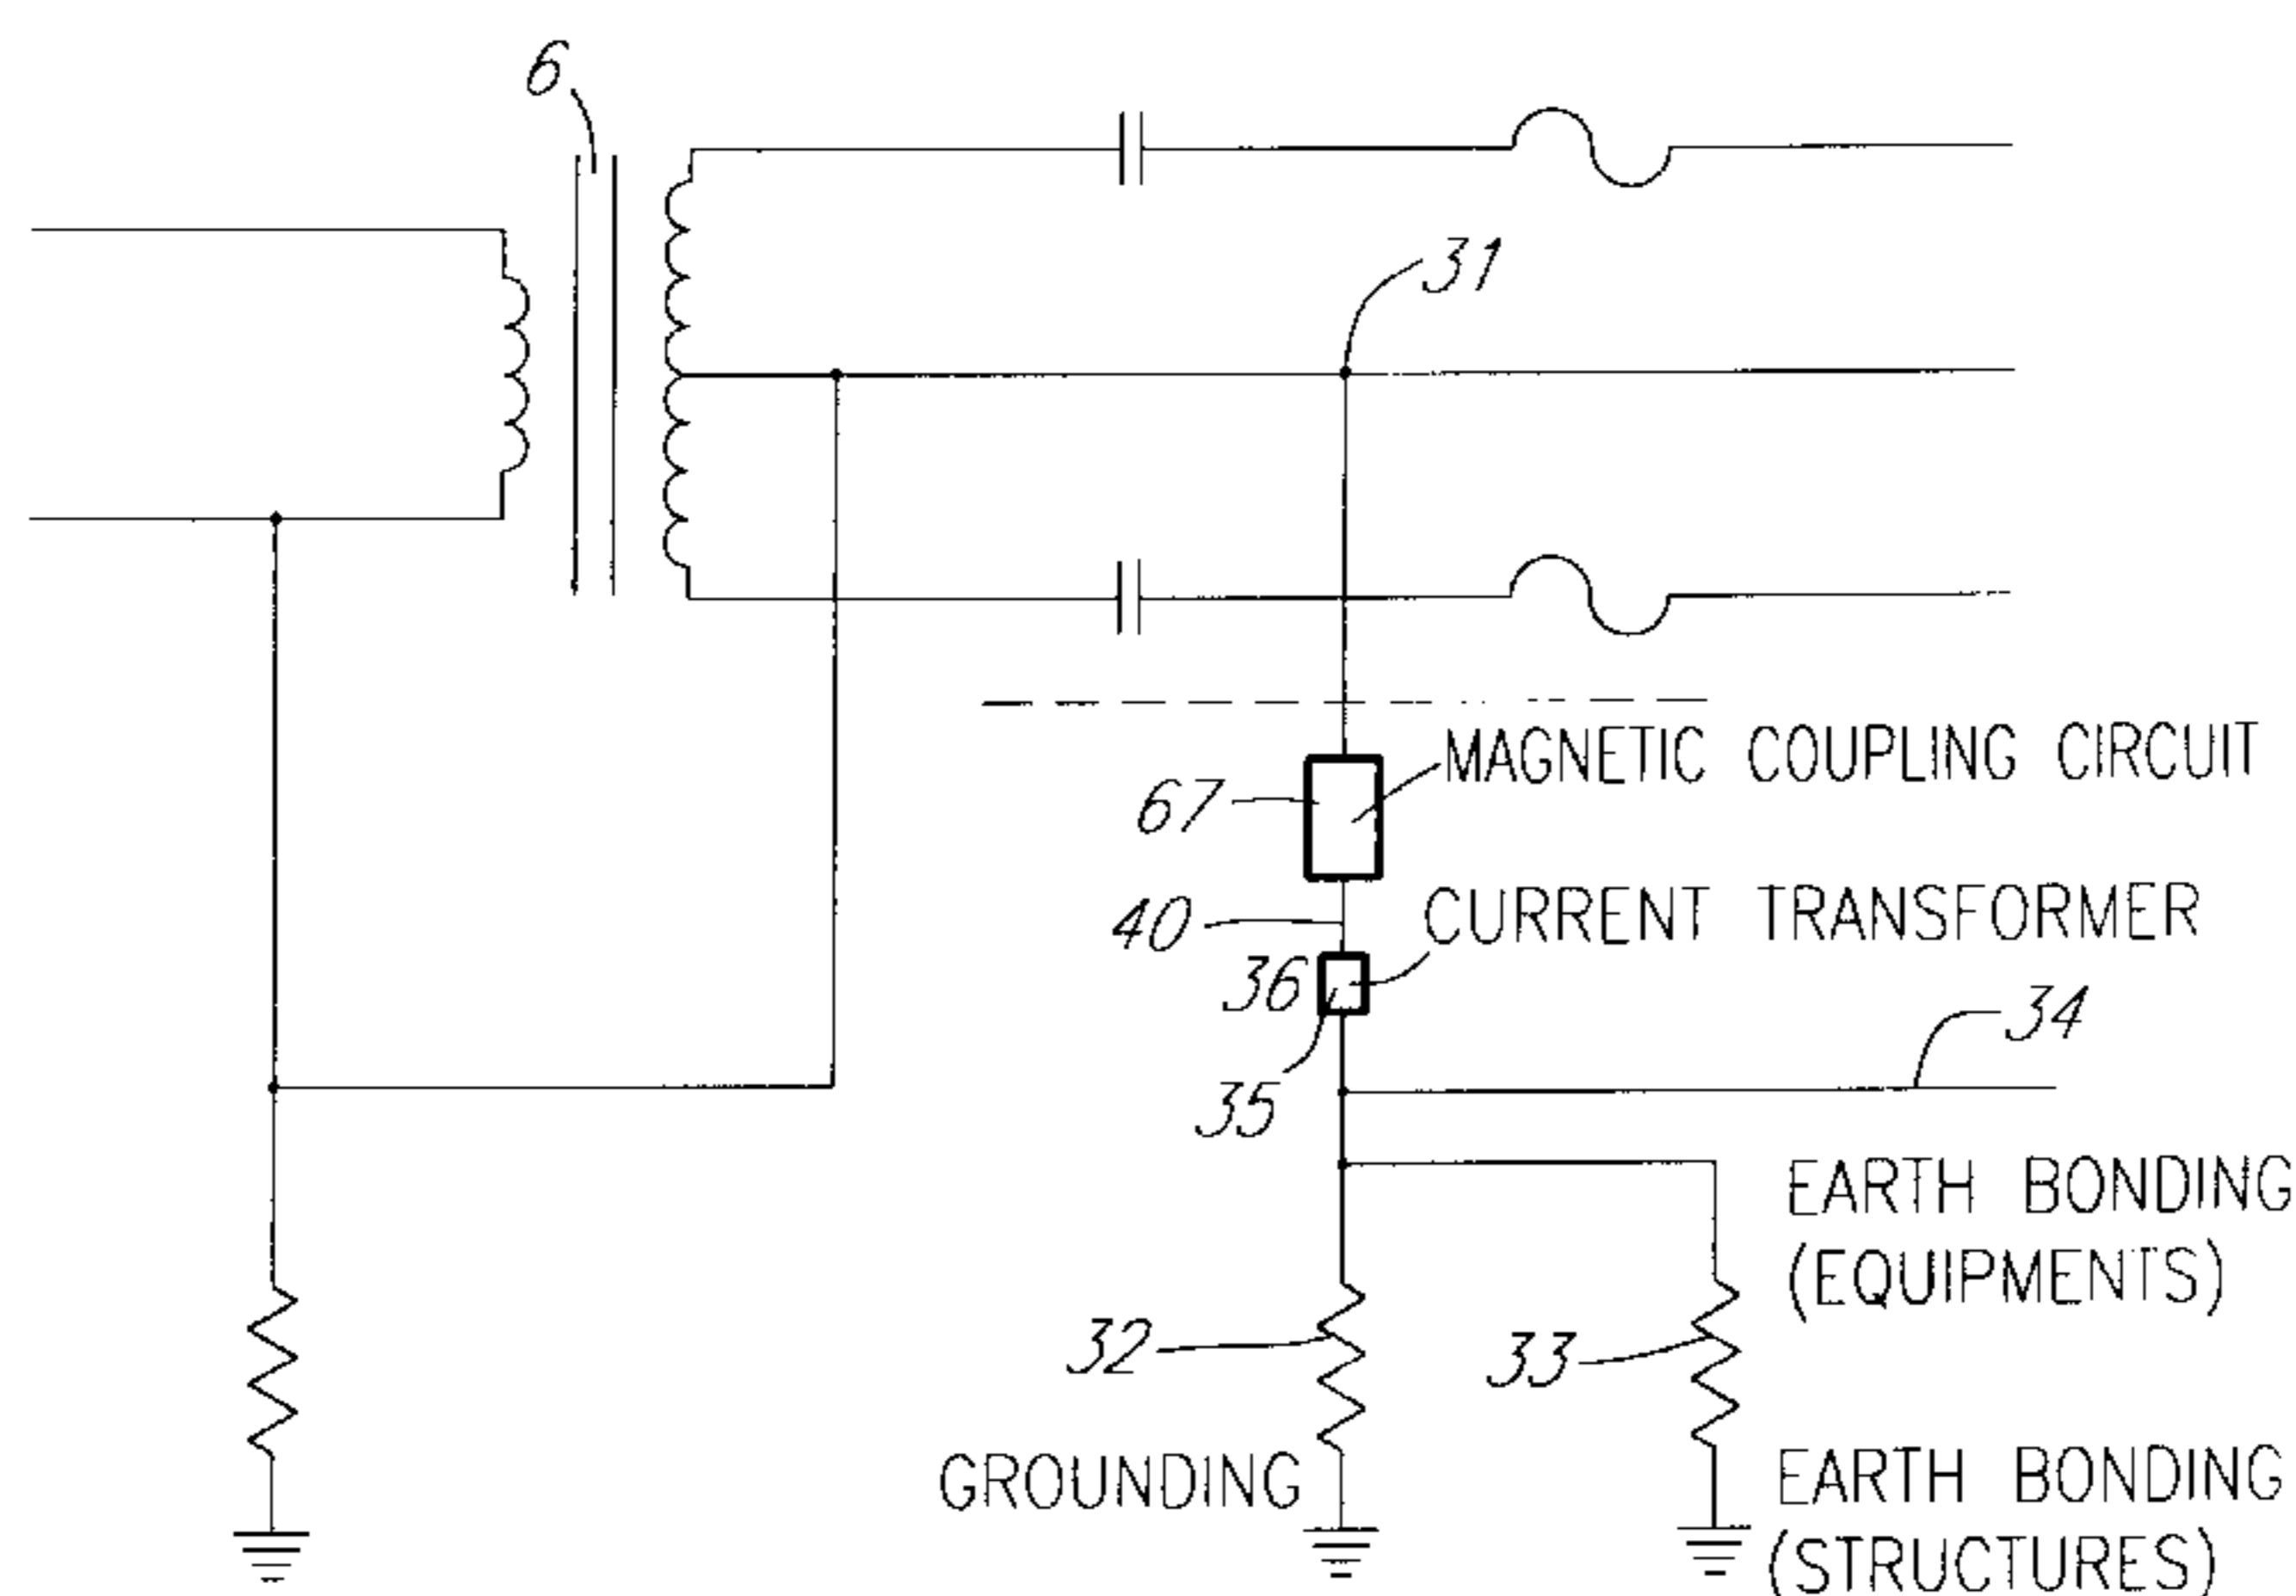 6
31
MAGNETIC COUPLING CIRCUIT
67
CURRENT TRANSFORMER
40
36
34
35
EARTH BONDING
(EQUIPMENTS)
32
33
GROUNDING
EARTH BONDING
(STRUCTURES)